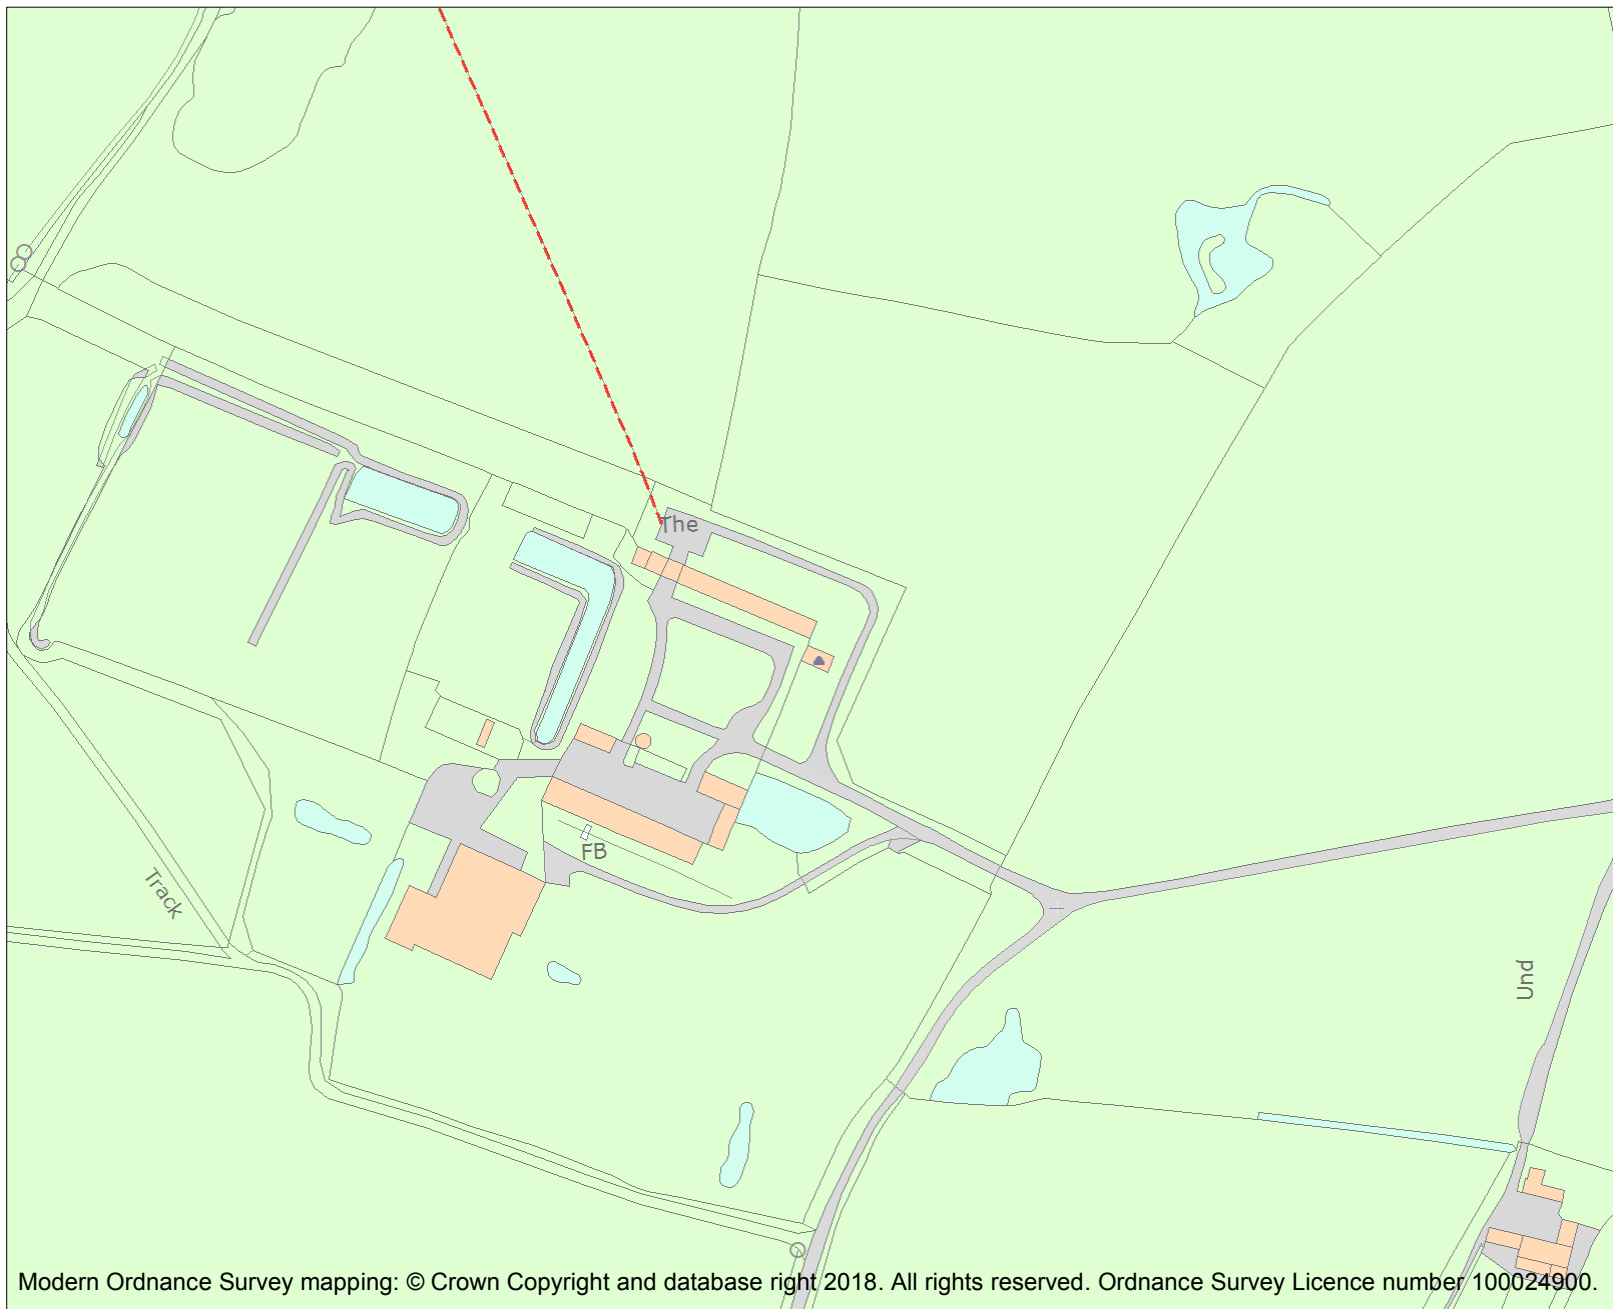 The
FB
Track
Und
Modern Ordnance Survey mapping: © Crown Copyright and database right 2018. All rights reserved. Ordnance Survey Licence number 100024900.